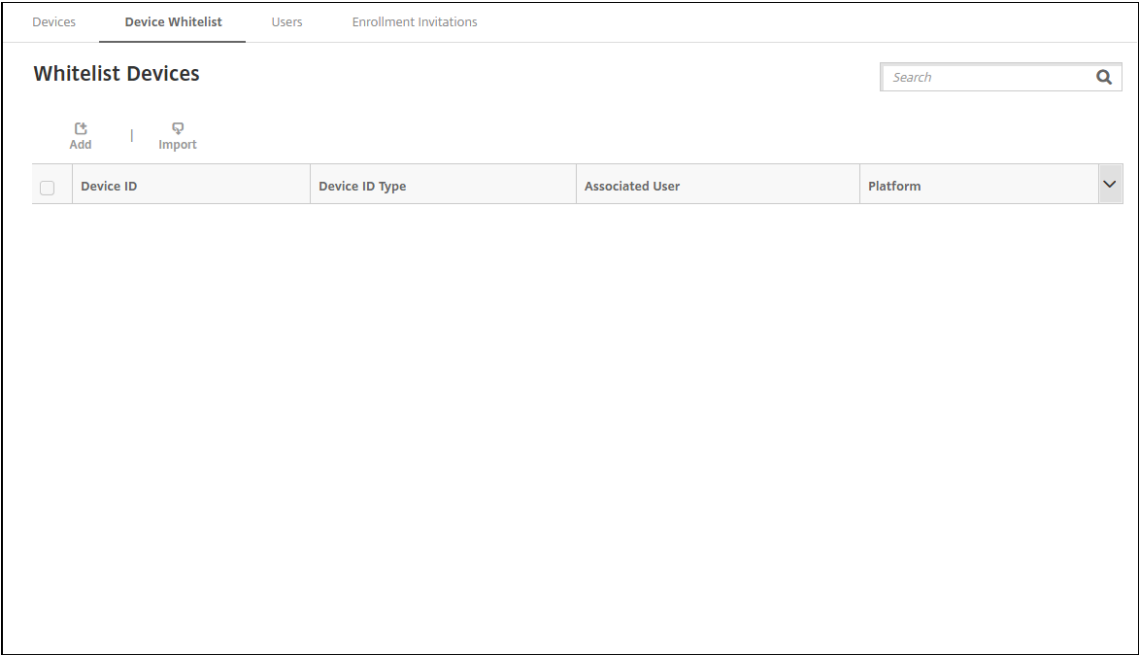 Devices Device Whitelist Users Enrollment Invitations
Whitelist Devices Search
Add | Import
Device ID Device ID Type Associated User Platform